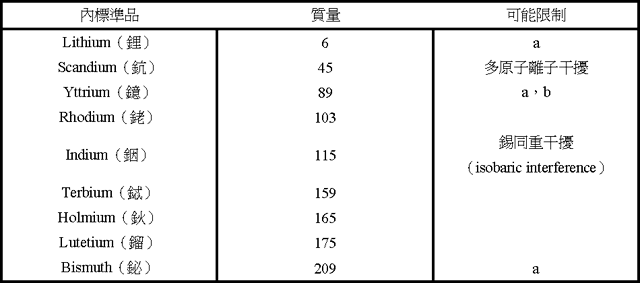 內標準品 質量 可能限制
Lithium（鋰） 6 a
Scandium（鈧） 45 多原子離子干擾
Yttrium（鐿） 89 a，b
Rhodium（銠） 103
錫同重干擾
Indium（銦） 115
（isobaric interference）
Terbium（鋱） 159
Holmium（鈥） 165
Lutetium（鎦） 175
Bismuth（鉍） 209 a